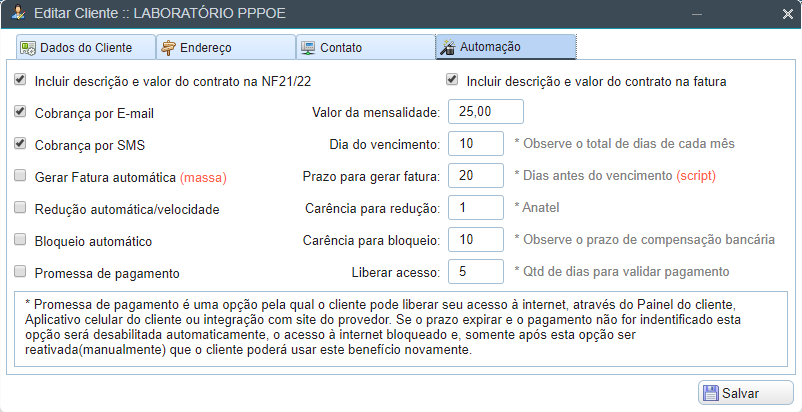 Editar Cliente :: LABORATÓRIO PPPOE
Dados do Cliente Endereço Contato Automação
Incluir descrição e valor do contrato na NF21/22 Incluir descrição e valor do contrato na fatura
Cobrança por E-mail Valor da mensalidade: 25,00
Cobrança por SMS Dia do vencimento: 10 * Observe o total de dias de cada mês
Gerar Fatura automática (massa) Prazo para gerar fatura: 20 * Dias antes do vencimento (script)
Redução automática/velocidade Carência para redução: 1 * Anatel
Bloqueio automático Carência para bloqueio: 10 * Observe o prazo de compensação bancária
Promessa de pagamento Liberar acesso: 5 * Qtd de dias para validar pagamento
* Promessa de pagamento é uma opção pela qual o cliente pode liberar seu acesso à internet, através do Painel do cliente,
Aplicativo celular do cliente ou integração com site do provedor. Se o prazo expirar e o pagamento não for indentificado esta
opção será desabilitada automaticamente, o acesso à internet bloqueado e, somente após esta opção ser
reativada(manualmente) que o cliente poderá usar este benefício novamente.
Salvar